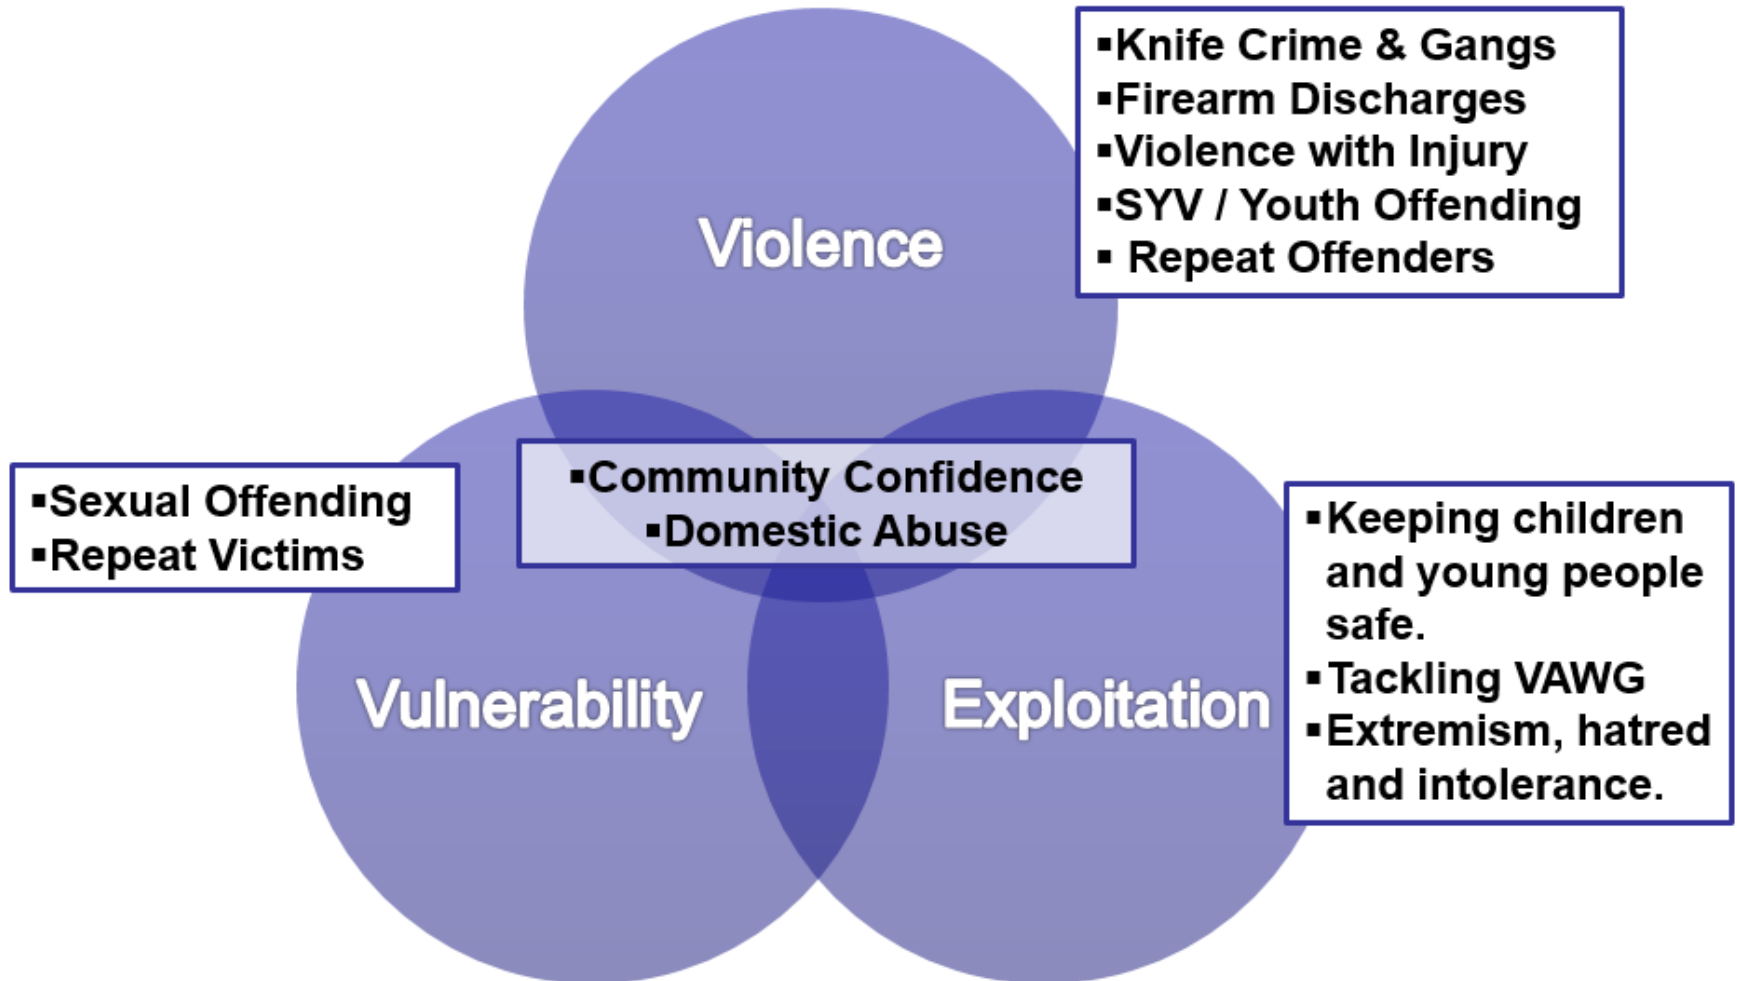 ▪Knife Crime & Gangs
▪Firearm Discharges
▪Violence with Injury
▪SYV / Youth Offending
▪ Repeat Offenders
Violence
▪Community Confidence
▪Domestic Abuse
▪Sexual Offending
▪Repeat Victims
▪Keeping children
and young people
safe.
▪Tackling VAWG
▪Extremism, hatred
and intolerance.
Vulnerability
Exploitation